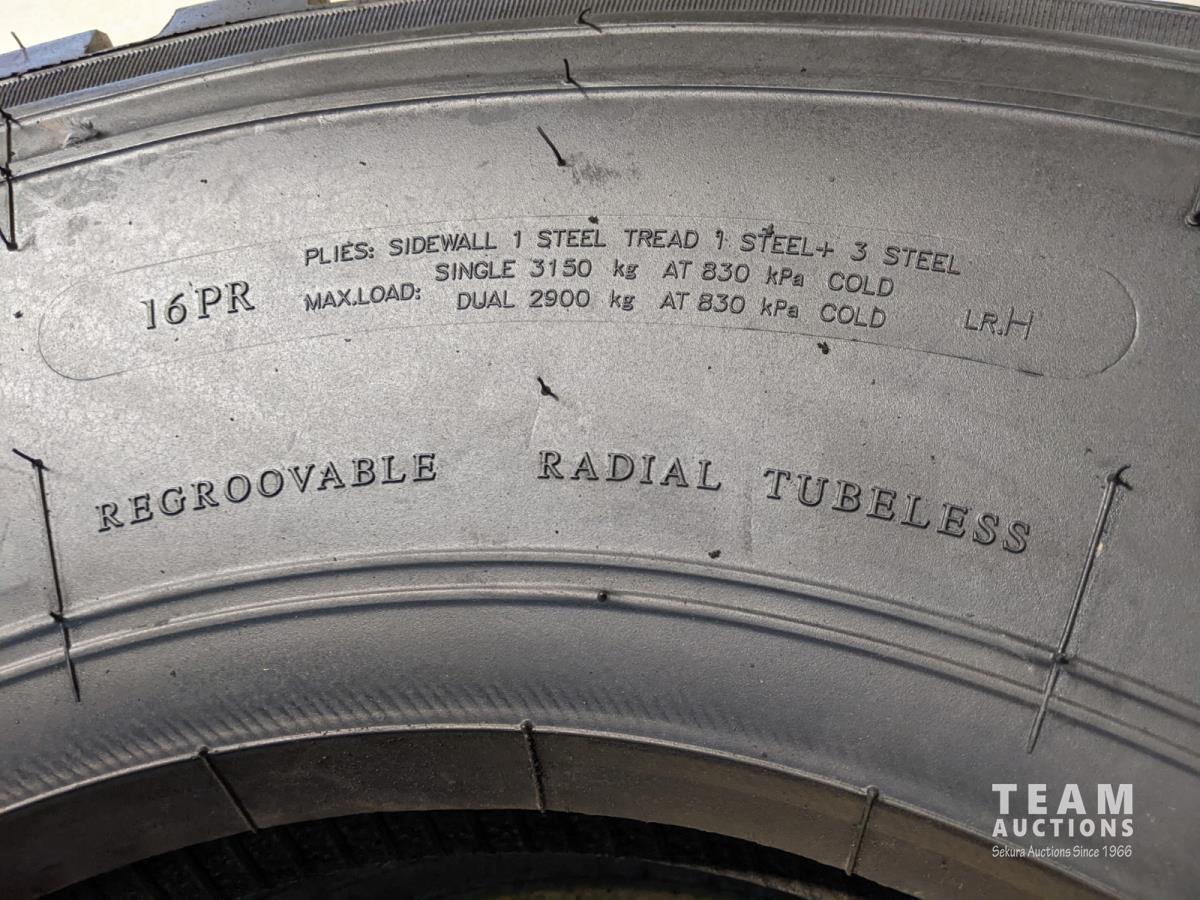 PLIES: SIDEWALL 1 STEEL TREAD 1 STEEL+ 3 STEEL
16PR
MAX.LOAD:
SINGLE 3150 kg AT 830 kPa COLD
DUAL 2900 kg AT 830 kPa COLD
LR.H
REGROOVABLE RADIAL TUBELESS
TEAM
AUCTIONS
Sekura Auctions Since 1966